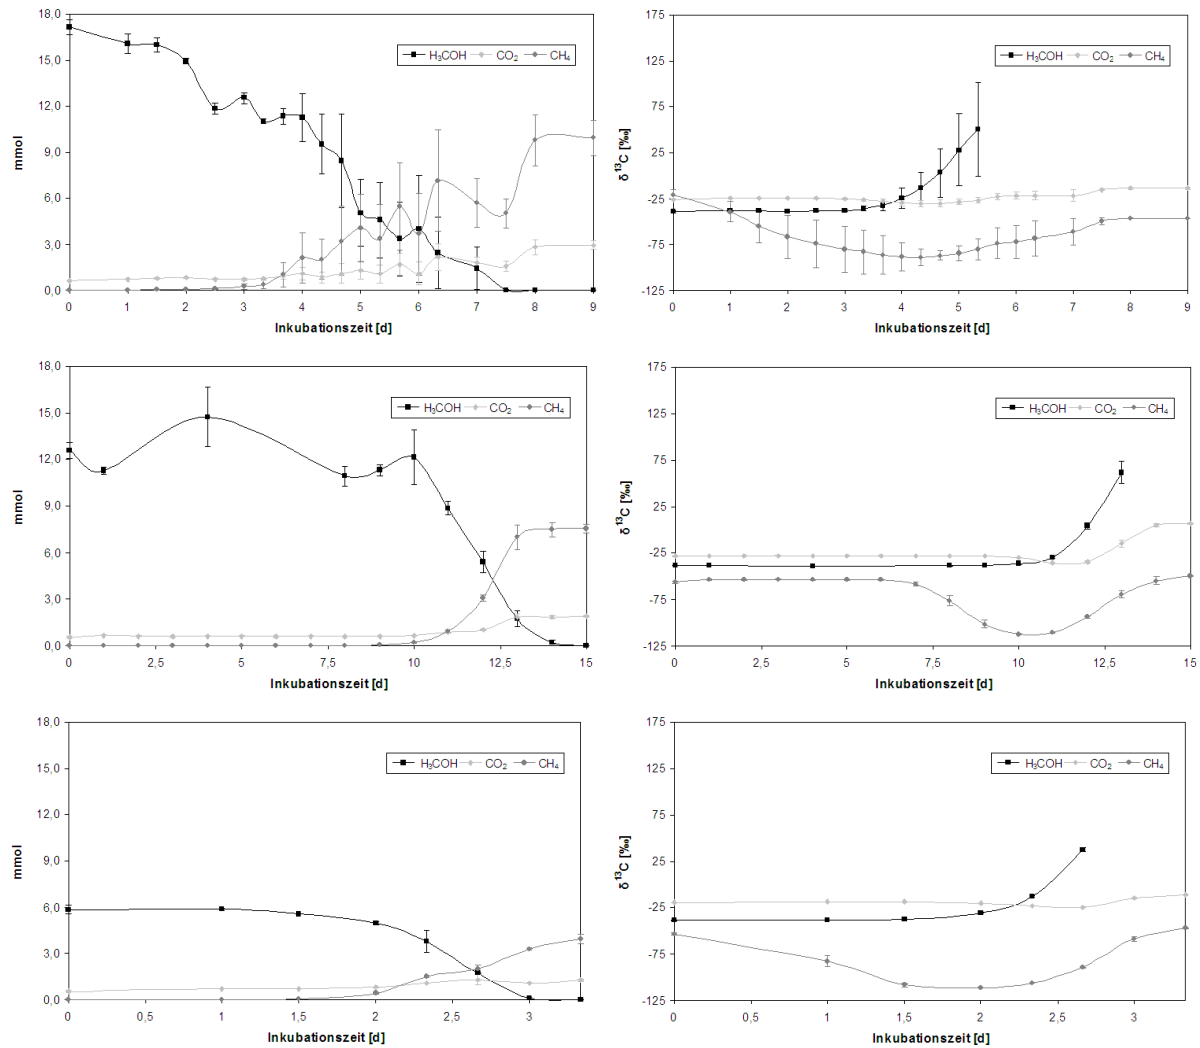 18,0
15,0
12,0
9,0
6,0
3,0
0,0
mmol
H₃COH CO₂ CH₄
0 1 2 3 4 5 6 7 8 9
Inkubationszeit [d]
175
125
75
25
-25
-75
-125
δ¹³C [‰]
H₃COH CO₂ CH₄
0 1 2 3 4 5 6 7 8 9
Inkubationszeit [d]
18,0
15,0
12,0
9,0
6,0
3,0
0,0
mmol
H₃COH CO₂ CH₄
0 2,5 5 7,5 10 12,5 15
Inkubationszeit [d]
175
125
75
25
-25
-75
-125
δ¹³C [‰]
H₃COH CO₂ CH₄
0 2,5 5 7,5 10 12,5 15
Inkubationszeit [d]
18,0
15,0
12,0
9,0
6,0
3,0
0,0
mmol
H₃COH CO₂ CH₄
0 0,5 1 1,5 2 2,5 3
Inkubationszeit [d]
175
125
75
25
-25
-75
-125
δ¹³C [‰]
H₃COH CO₂ CH₄
0 0,5 1 1,5 2 2,5 3
Inkubationszeit [d]